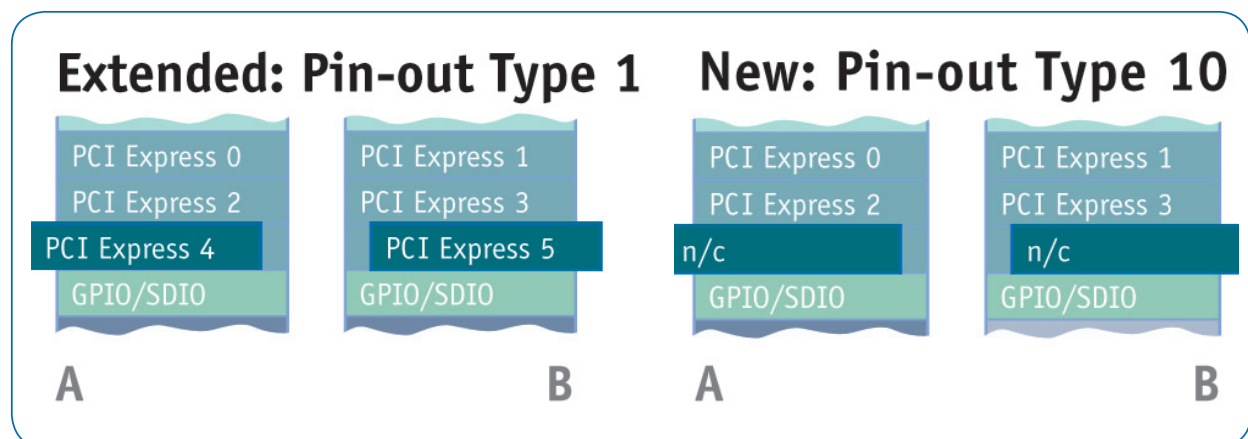 Extended: Pin-out Type 1
PCI Express 0
PCI Express 2
PCI Express 4
GPIO/SDIO
A
PCI Express 1
PCI Express 3
PCI Express 5
GPIO/SDIO
B
New: Pin-out Type 10
PCI Express 0
PCI Express 2
n/c
GPIO/SDIO
A
PCI Express 1
PCI Express 3
n/c
GPIO/SDIO
B